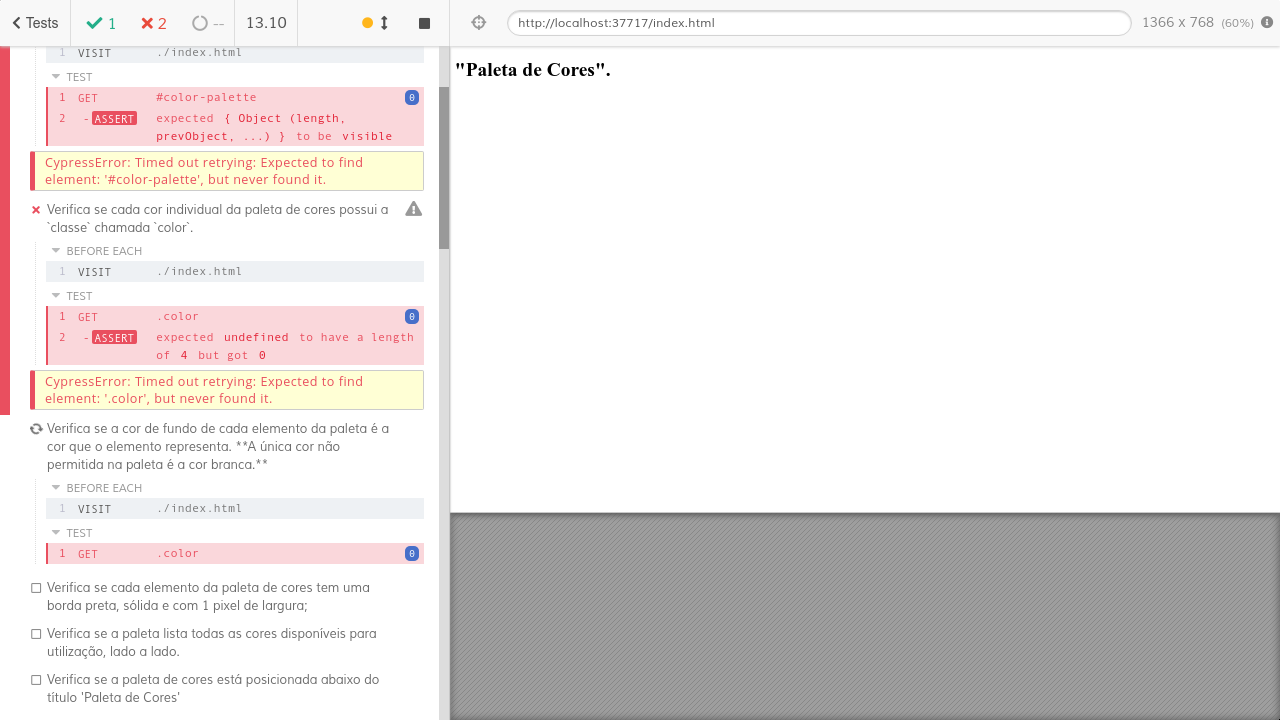 Tests
1
2
--
13.10
http://localhost:37717/index.html
1366 x 768 (60%)
1 VISIT ./index.html
TEST
1 GET #color-palette 0
2 -ASSERT expected { Object (length,
prevObject, ...) } to be visible
CypressError: Timed out retrying: Expected to find
element: '#color-palette', but never found it.
Verifica se cada cor individual da paleta de cores possui a
`classe` chamada `color`.
BEFORE EACH
1 VISIT ./index.html
TEST
1 GET .color 0
2 -ASSERT expected undefined to have a length
of 4 but got 0
CypressError: Timed out retrying: Expected to find
element: '.color', but never found it.
Verifica se a cor de fundo de cada elemento da paleta é a
cor que o elemento representa. **A única cor não
permitida na paleta é a cor branca.**
BEFORE EACH
1 VISIT ./index.html
TEST
1 GET .color 0
Verifica se cada elemento da paleta de cores tem uma
borda preta, sólida e com 1 pixel de largura;
Verifica se a paleta lista todas as cores disponíveis para
utilização, lado a lado.
Verifica se a paleta de cores está posicionada abaixo do
título 'Paleta de Cores'
"Paleta de Cores".